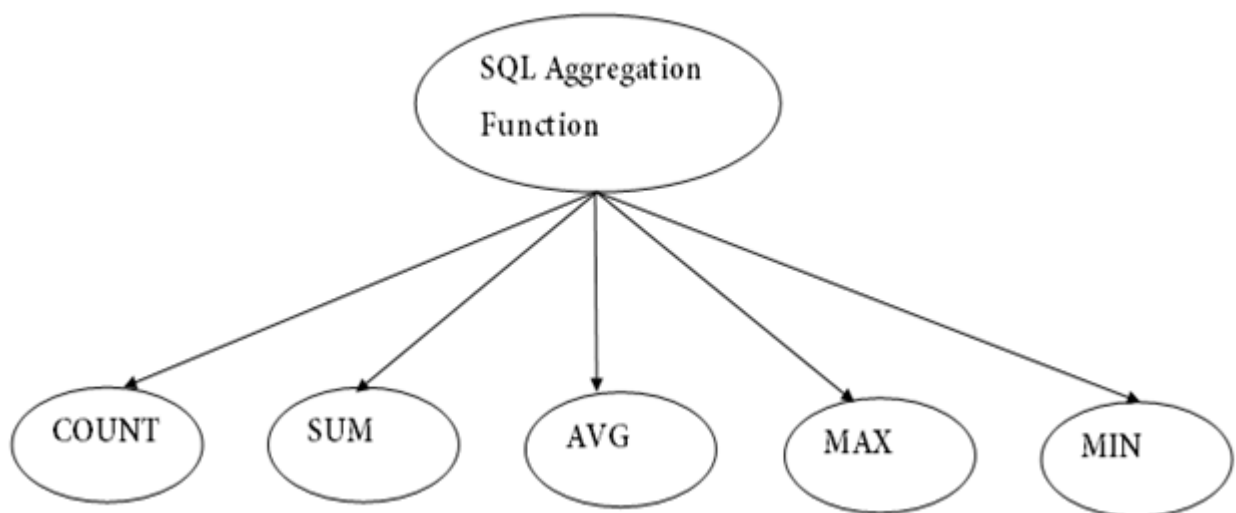 SQL Aggregation
Function
COUNT
SUM
AVG
MAX
MIN